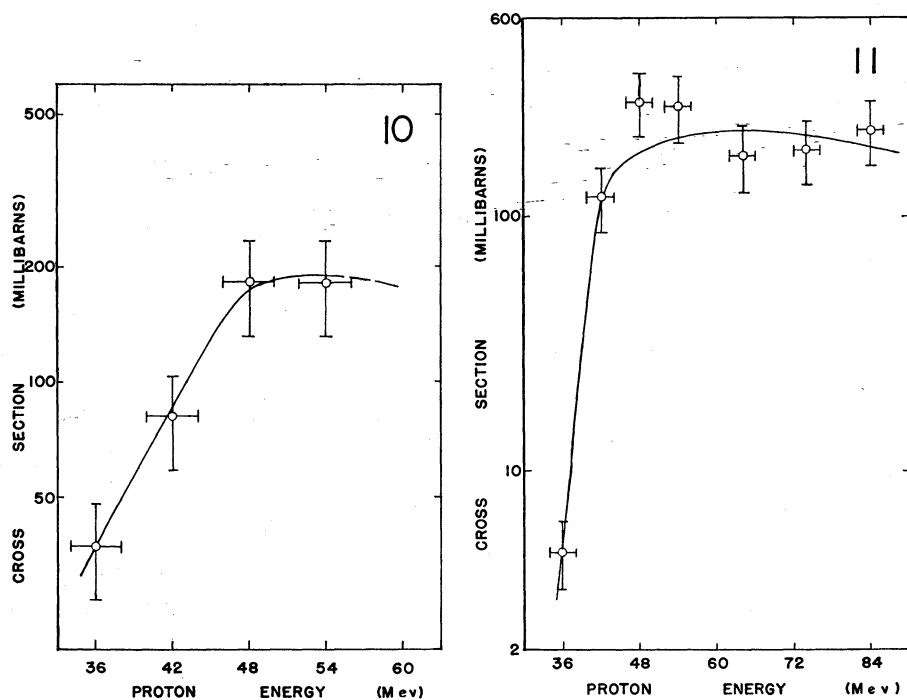 10
500
200
100
50
CROSS SECTION (MILLIBARNS)
36 42 48 54 60
PROTON ENERGY (Mev)
11
600
100
10
2
CROSS SECTION (MILLIBARNS)
36 48 60 72 84
PROTON ENERGY (Mev)